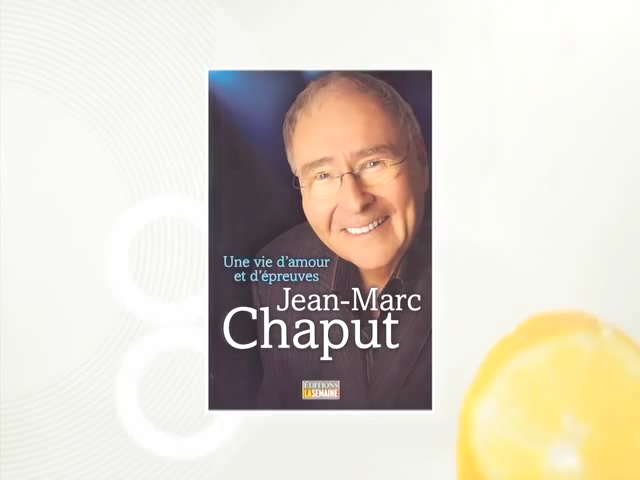 Une vie d'amour
et d'épreuves
Jean-Marc
Chaput
ÉDITIONS
LA SEMAINE